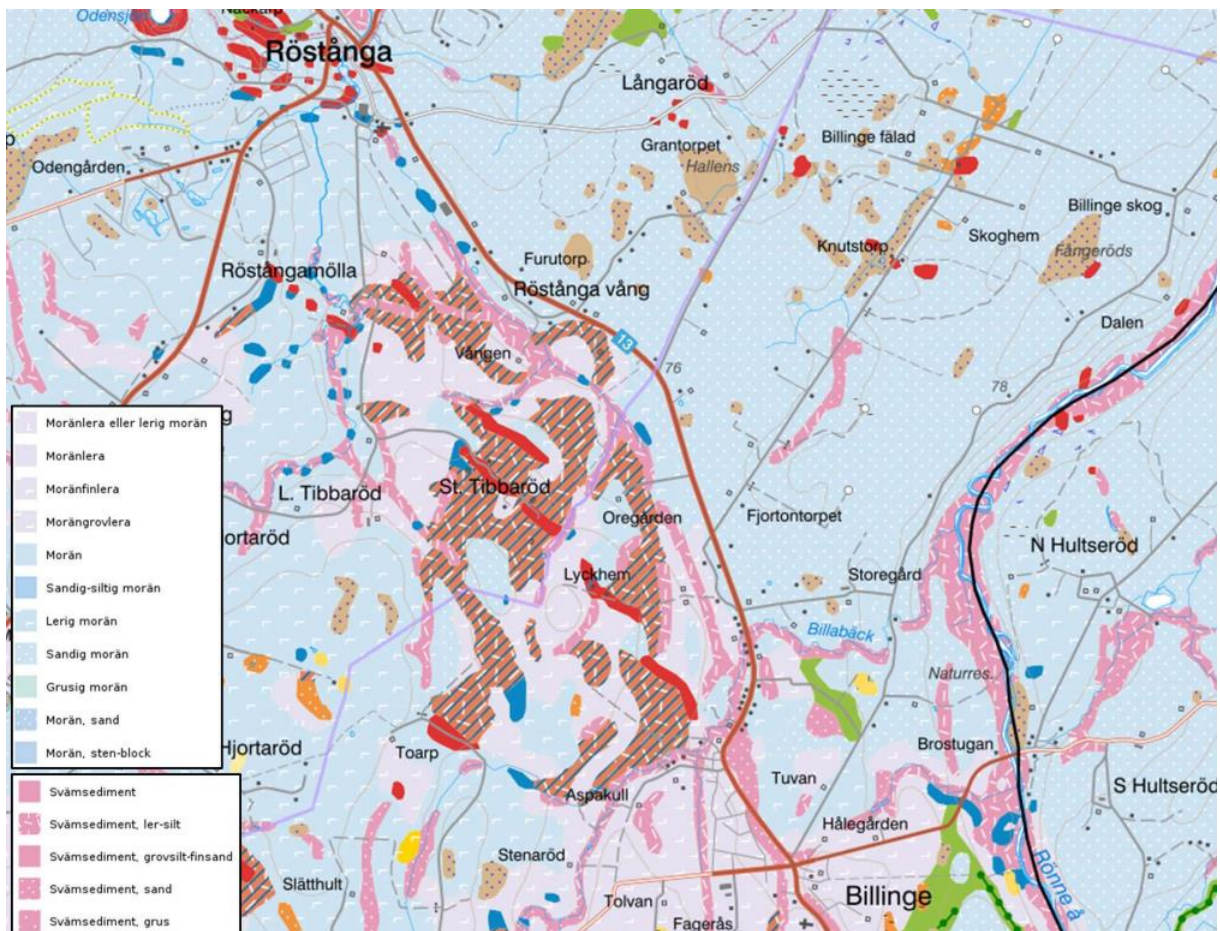 Odensjön
Nackarp
Röstånga
Långaröd
Billinge fälad
Grantorpet
Hallens
Odengården
Billinge skog
Skoghem
Knutstorp
Fångeröds
Furutorp
Röstångamölla
Röstånga vång
Dalen
13
Vången
76
78
L. Tibbaröd
St. Tibbaröd
Oregården
Fjortontorpet
N Hultseröd
Lyckhem
Storegård
Billabäck
Naturres.
Hjortaröd
Toarp
Brostugan
Tuvan
S Hultseröd
Aspakull
Hålegården
Stenaröd
Rönne å
Slätthult
Tolvan
Billinge
Fagerås
Moränlera eller lerig morän
Moränlera
Moränfinlera
Morängrovlera
Morän
Sandig-siltig morän
Lerig morän
Sandig morän
Grusig morän
Morän, sand
Morän, sten-block
Svämsediment
Svämsediment, ler-silt
Svämsediment, grovsilt-finsand
Svämsediment, sand
Svämsediment, grus